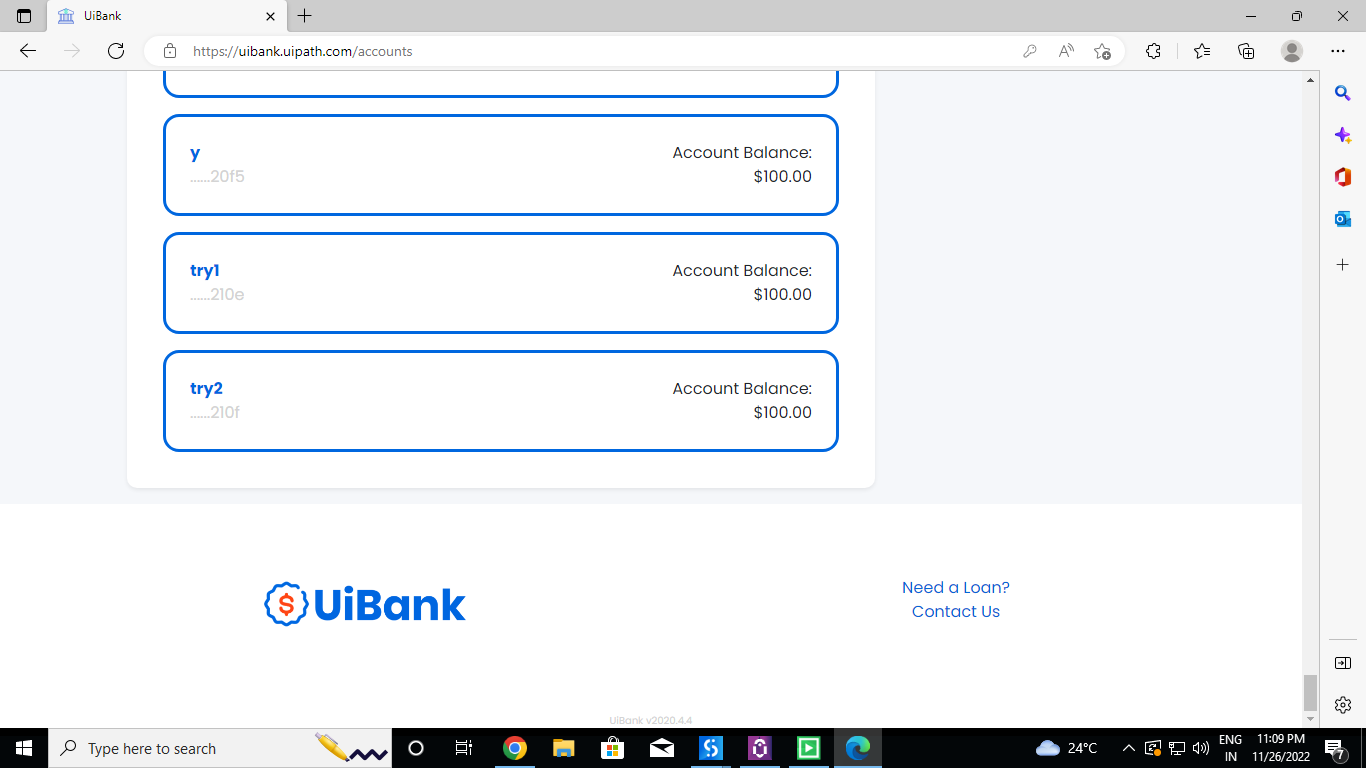 UiBank
https://uibank.uipath.com/accounts
y
......20f5
Account Balance:
$100.00
try1
......210e
Account Balance:
$100.00
try2
......210f
Account Balance:
$100.00
$ UiBank
Need a Loan?
Contact Us
UiBank v2020.4.4
Type here to search
24°C
ENG
IN
11:09 PM
11/26/2022
7